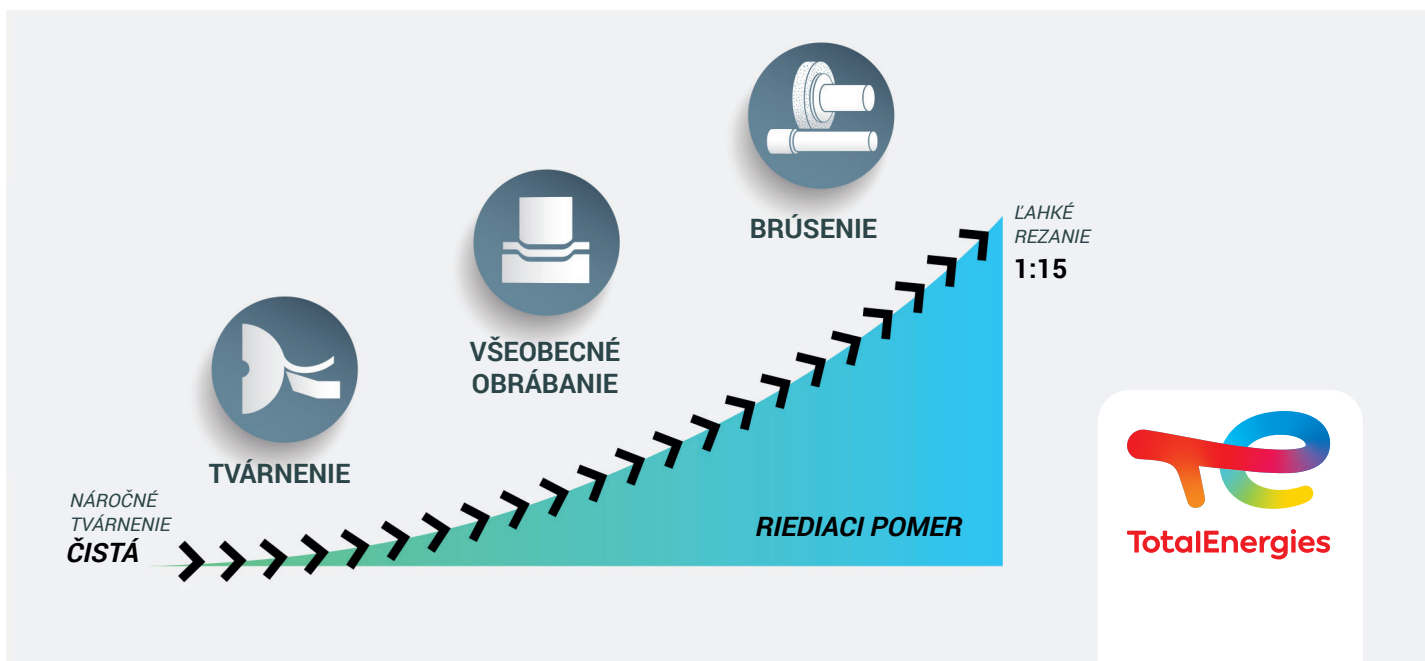 BRÚSENIE
ĽAHKÉ
REZANIE
1:15
VŠEOBECNÉ
OBRÁBANIE
TVÁRNENIE
NÁROČNÉ
TVÁRNENIE
ČISTÁ
RIEDIACI POMER
TotalEnergies